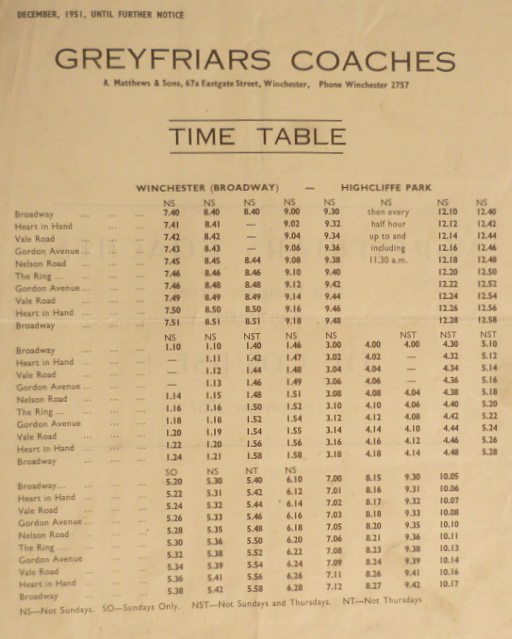 DECEMBER, 1951, UNTIL FURTHER NOTICE
GREYFRIARS COACHES
A. Matthews & Sons, 67a Eastgate Street, Winchester, Phone Winchester 2757
TIME TABLE
WINCHESTER (BROADWAY) — HIGHCLIFFE PARK
NS NS NS NS NS NS NS NS
Broadway ... ... ... 7.40 8.40 8.40 9.00 9.30 then every 12.10 12.40
Heart in Hand ... ... 7.41 8.41 — 9.02 9.32 half hour 12.12 12.42
Vale Road ... ... ... 7.42 8.42 — 9.04 9.34 up to and 12.14 12.44
Gordon Avenue ... ... 7.43 8.43 — 9.06 9.36 including 12.16 12.46
Nelson Road ... ... 7.45 8.45 8.44 9.08 9.38 11.30 a.m. 12.18 12.48
The Ring ... ... ... 7.46 8.46 8.46 9.10 9.40 12.20 12.50
Gordon Avenue ... ... 7.46 8.48 8.48 9.12 9.42 12.22 12.52
Vale Road ... ... ... 7.49 8.49 8.49 9.14 9.44 12.24 12.54
Heart in Hand ... ... 7.50 8.50 8.50 9.16 9.46 12.26 12.56
Broadway ... ... ... 7.51 8.51 8.51 9.18 9.48 12.28 12.58
NS NS NST NS NS NST NST NST
Broadway ... ... ... 1.10 1.10 1.40 1.46 3.00 4.00 4.00 4.30 5.10
Heart in Hand ... ... — 1.11 1.42 1.47 3.02 4.02 — 4.32 5.12
Vale Road ... ... ... — 1.12 1.44 1.48 3.04 4.04 — 4.34 5.14
Gordon Avenue ... ... — 1.13 1.46 1.49 3.06 4.06 — 4.36 5.16
Nelson Road ... ... 1.14 1.15 1.48 1.51 3.08 4.08 4.04 4.38 5.18
The Ring ... ... ... 1.16 1.16 1.50 1.52 3.10 4.10 4.06 4.40 5.20
Gordon Avenue ... ... 1.18 1.18 1.52 1.54 3.12 4.12 4.08 4.42 5.22
Vale Road ... ... ... 1.20 1.19 1.54 1.55 3.14 4.14 4.10 4.44 5.24
Heart in Hand ... ... 1.22 1.20 1.56 1.56 3.16 4.16 4.12 4.46 5.26
Broadway ... ... ... 1.24 1.21 1.58 1.58 3.18 4.18 4.14 4.48 5.28
SO NS NT NS
Broadway... ... ... 5.20 5.30 5.40 6.10 7.00 8.15 9.30 10.05
Heart in Hand ... ... 5.22 5.31 5.42 6.12 7.01 8.16 9.31 10.06
Vale Road ... ... ... 5.24 5.32 5.44 6.14 7.02 8.17 9.32 10.07
Gordon Avenue ... ... 5.26 5.33 5.46 6.16 7.03 8.18 9.33 10.08
Nelson Road ... ... 5.28 5.35 5.48 6.18 7.05 8.20 9.35 10.10
The Ring ... ... ... 5.30 5.36 5.50 6.20 7.06 8.21 9.36 10.11
Gordon Avenue ... ... 5.32 5.38 5.52 6.22 7.08 8.23 9.38 10.13
Vale Road ... ... ... 5.34 5.39 5.54 6.24 7.09 8.24 9.39 10.14
Heart in Hand ... ... 5.36 5.41 5.56 6.26 7.11 8.26 9.41 10.16
Broadway ... ... ... 5.38 5.42 5.58 6.28 7.12 8.27 9.42 10.17
NS—Not Sundays. SO—Sundays Only. NST—Not Sundays and Thursdays. NT—Not Thursdays